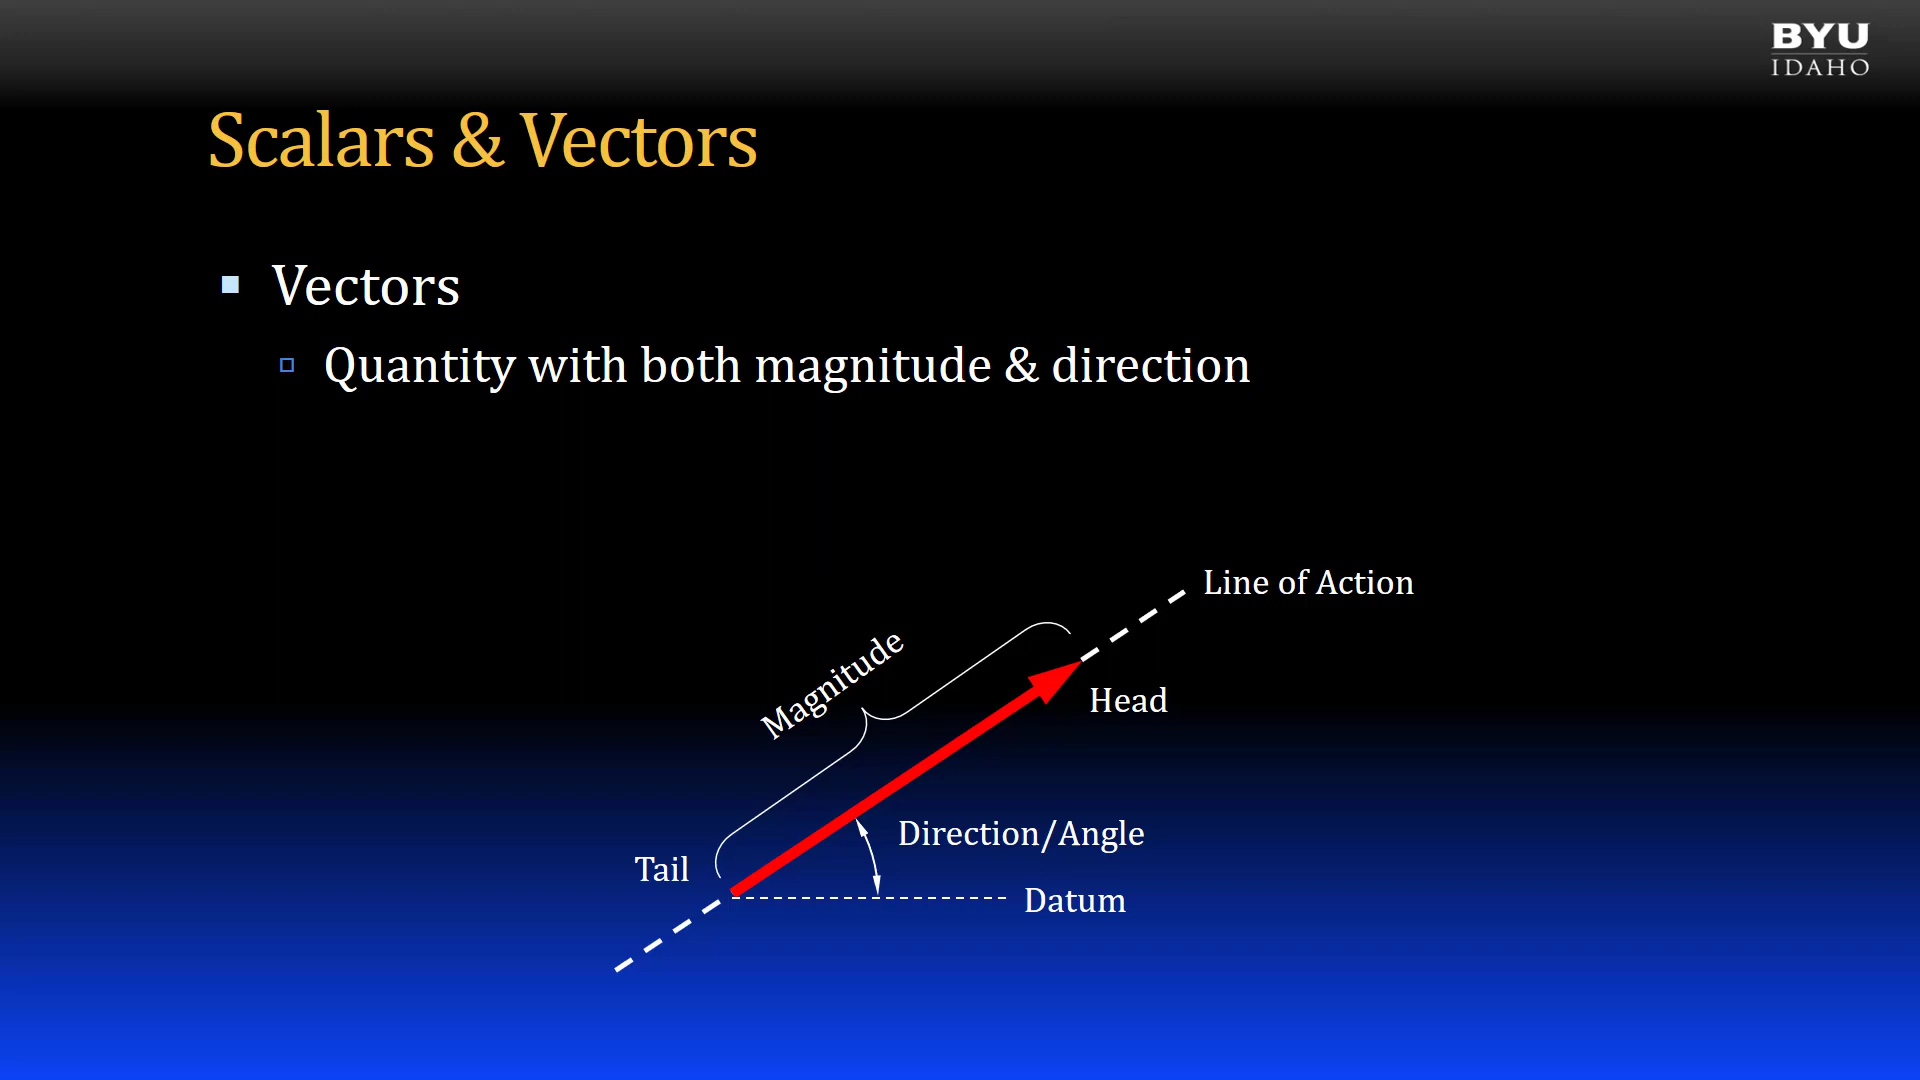 BYU
IDAHO
Scalars & Vectors
Vectors
Quantity with both magnitude & direction
Line of Action
Magnitude
Head
Direction/Angle
Tail
Datum